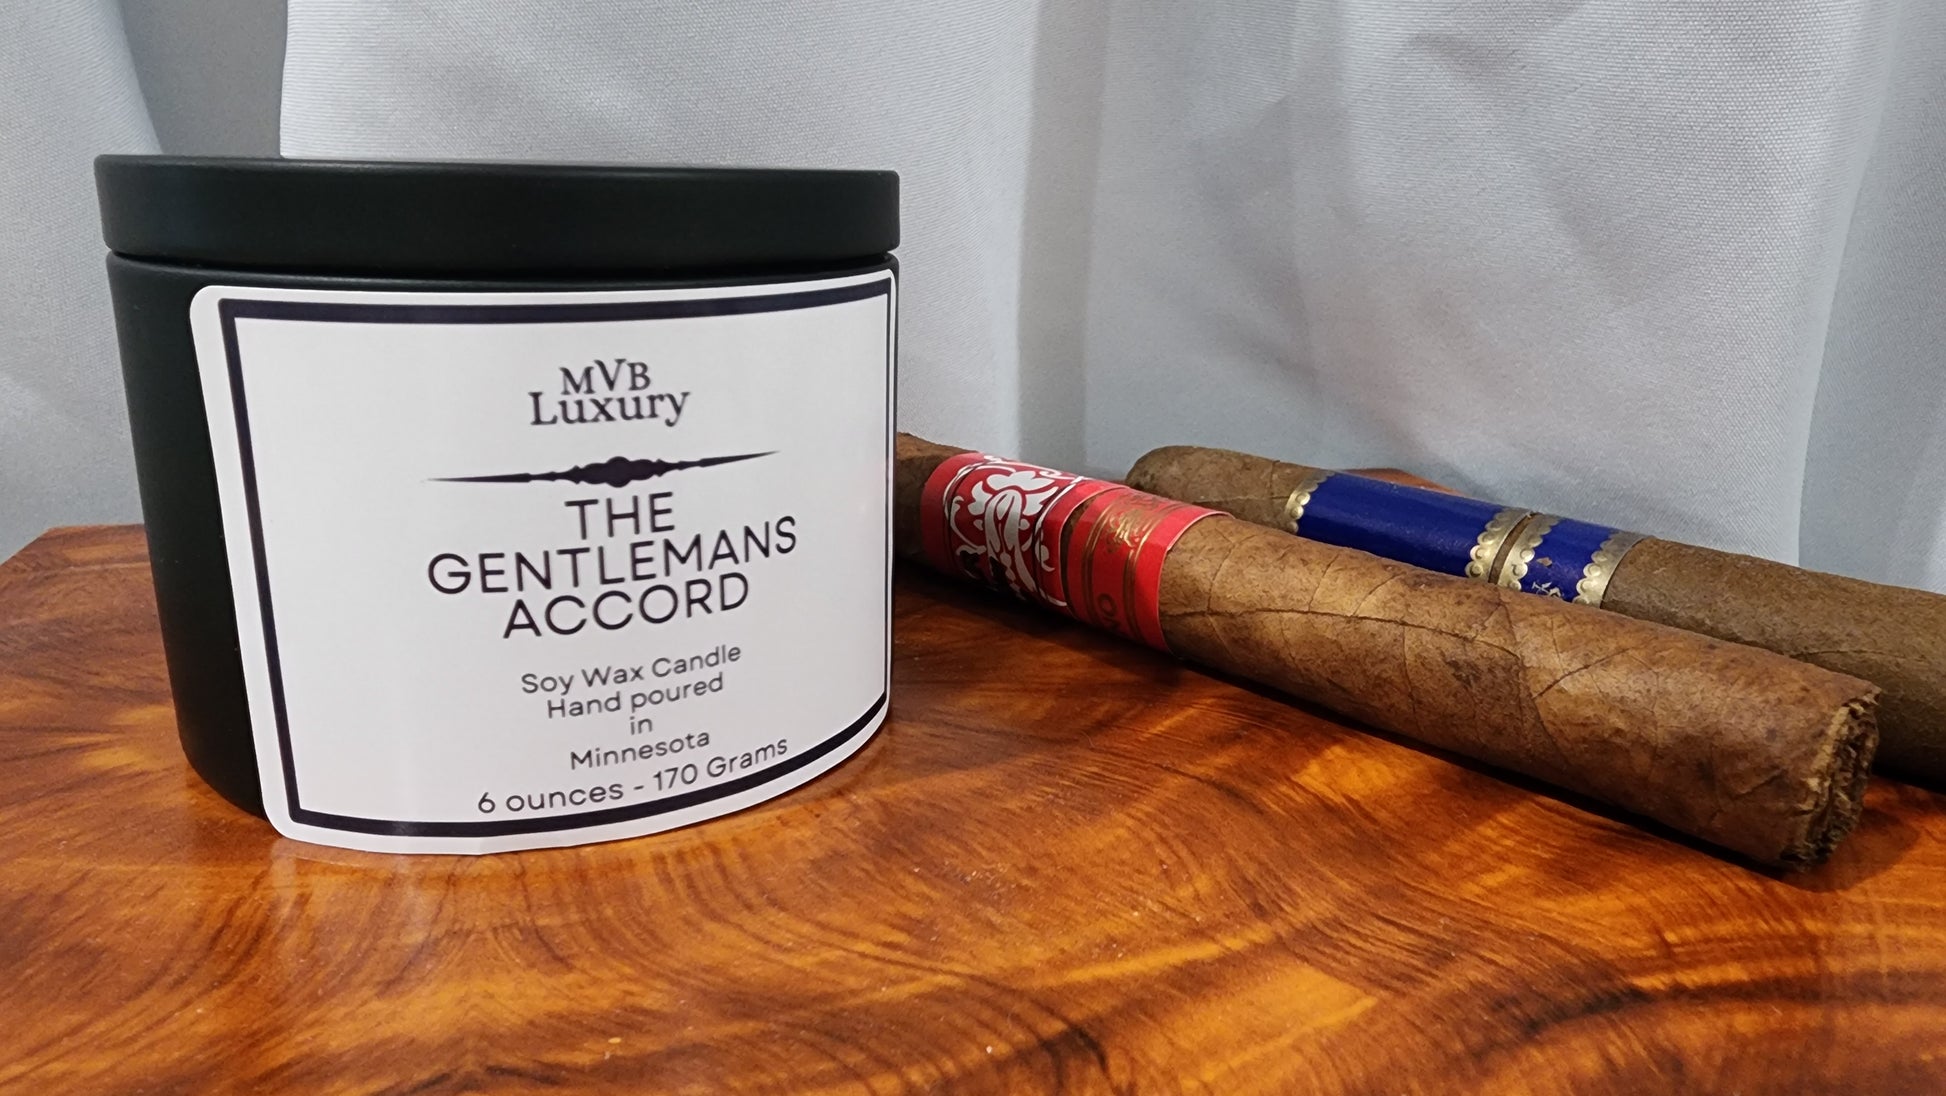 MVB
Luxury
THE
GENTLEMANS
ACCORD
Soy Wax Candle
Hand poured
in
Minnesota
6 ounces - 170 Grams